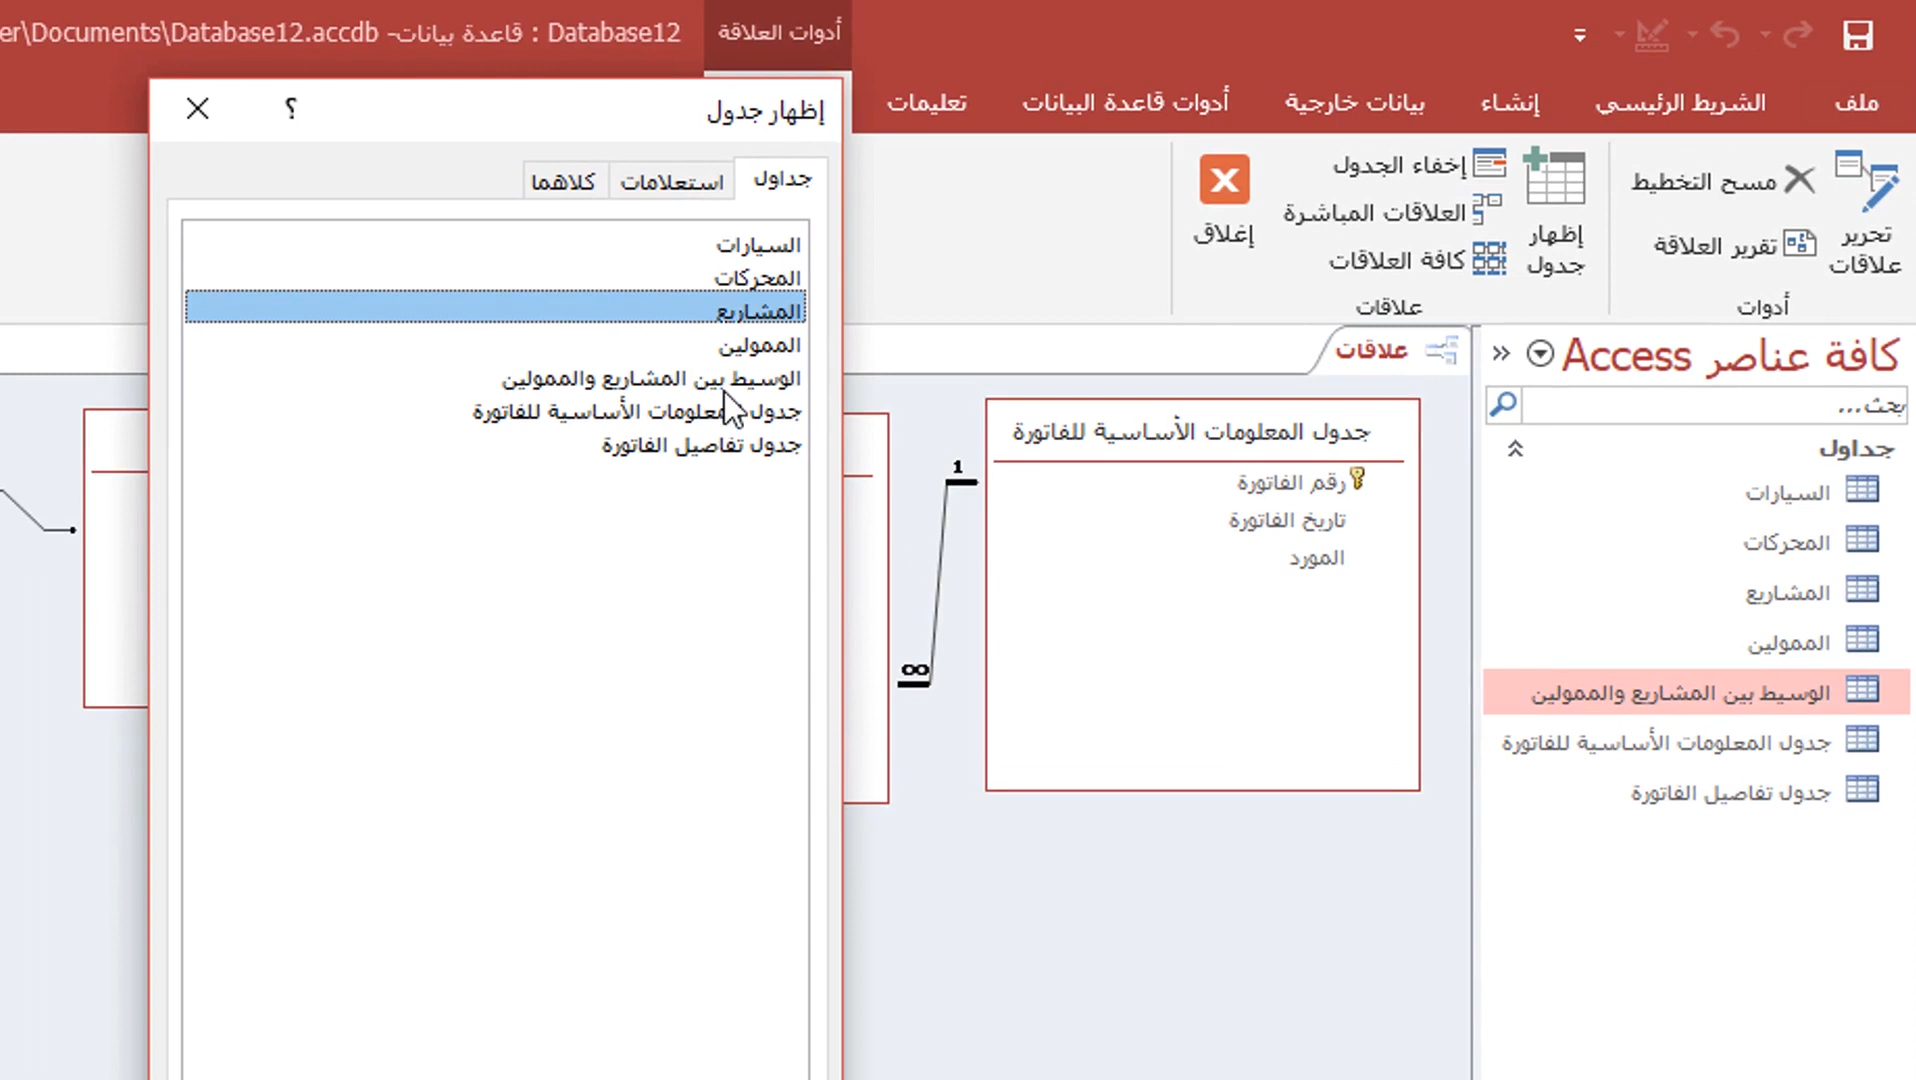 er\Documents\Database12.accdb -قاعدة بيانات : Database12
أدوات العلاقة
ملف
الشريط الرئيسي
إنشاء
بيانات خارجية
أدوات قاعدة البيانات
تعليمات
تحرير
علاقات
مسح التخطيط
تقرير العلاقة
أدوات
إظهار
جدول
إخفاء الجدول
العلاقات المباشرة
كافة العلاقات
علاقات
إغلاق
إظهار جدول
؟
جداول
استعلامات
كلاهما
السيارات
المحركات
المشاريع
الممولين
الوسيط بين المشاريع والممولين
جدول المعلومات الأساسية للفاتورة
جدول تفاصيل الفاتورة
علاقات
جدول المعلومات الأساسية للفاتورة
رقم الفاتورة
تاريخ الفاتورة
المورد
1
∞
كافة عناصر Access
بحث...
جداول
السيارات
المحركات
المشاريع
الممولين
الوسيط بين المشاريع والممولين
جدول المعلومات الأساسية للفاتورة
جدول تفاصيل الفاتورة